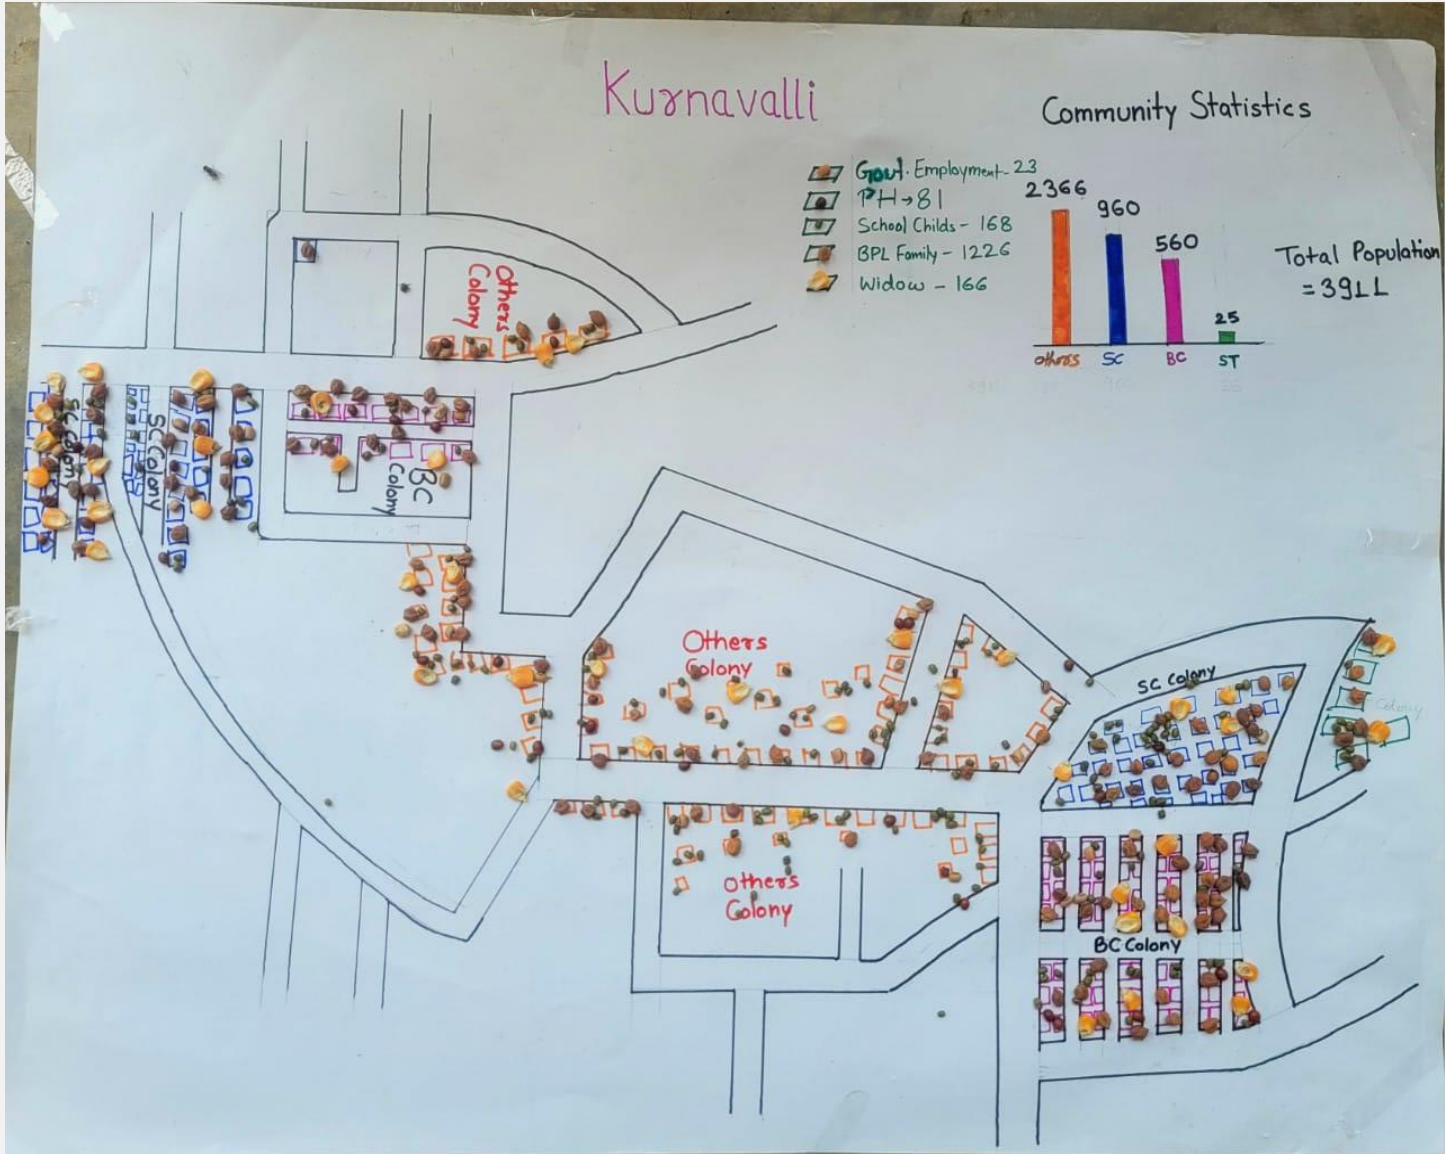 Kurnavalli
Community Statistics
Govt. Employment - 23
PH → 81
School Childs - 168
BPL Family - 1226
Widow - 166
2366
960
560
25
others
SC
BC
ST
Total Population
= 3911
Others
Colony
SC Colony
SC Colony
BC
Colony
Others
Colony
SC Colony
Colony
Others
Colony
BC Colony